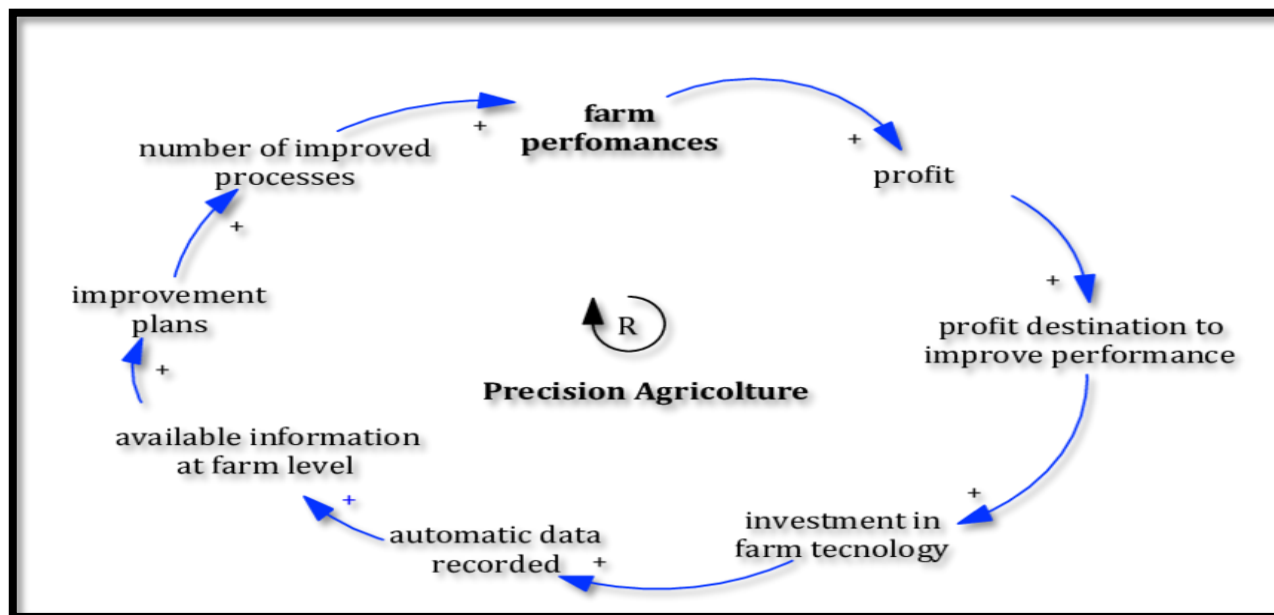 farm
perfomances
+
profit
+
profit destination to
improve performance
+
investment in
farm tecnology
+
automatic data
recorded
+
available information
at farm level
+
improvement
plans
+
number of improved
processes
+
R
Precision Agricolture